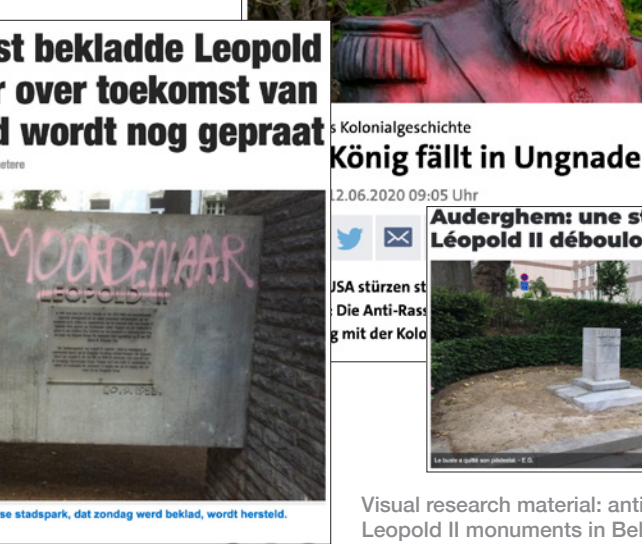 st bekladde Leopold
r over toekomst van
d wordt nog gepraat
etere
MOORDENAAR
LEOPOLD II
se stadspark, dat zondag werd beklad, wordt hersteld.
s Kolonialgeschichte
König fällt in Ungnade
12.06.2020 09:05 Uhr
USA stürzen st
: Die Anti-Rass
g mit der Kolo
Auderghem: une st
Léopold II déboulo
Le buste a quitté son piédestal. - E.G.
Visual research material: anti
Leopold II monuments in Bel